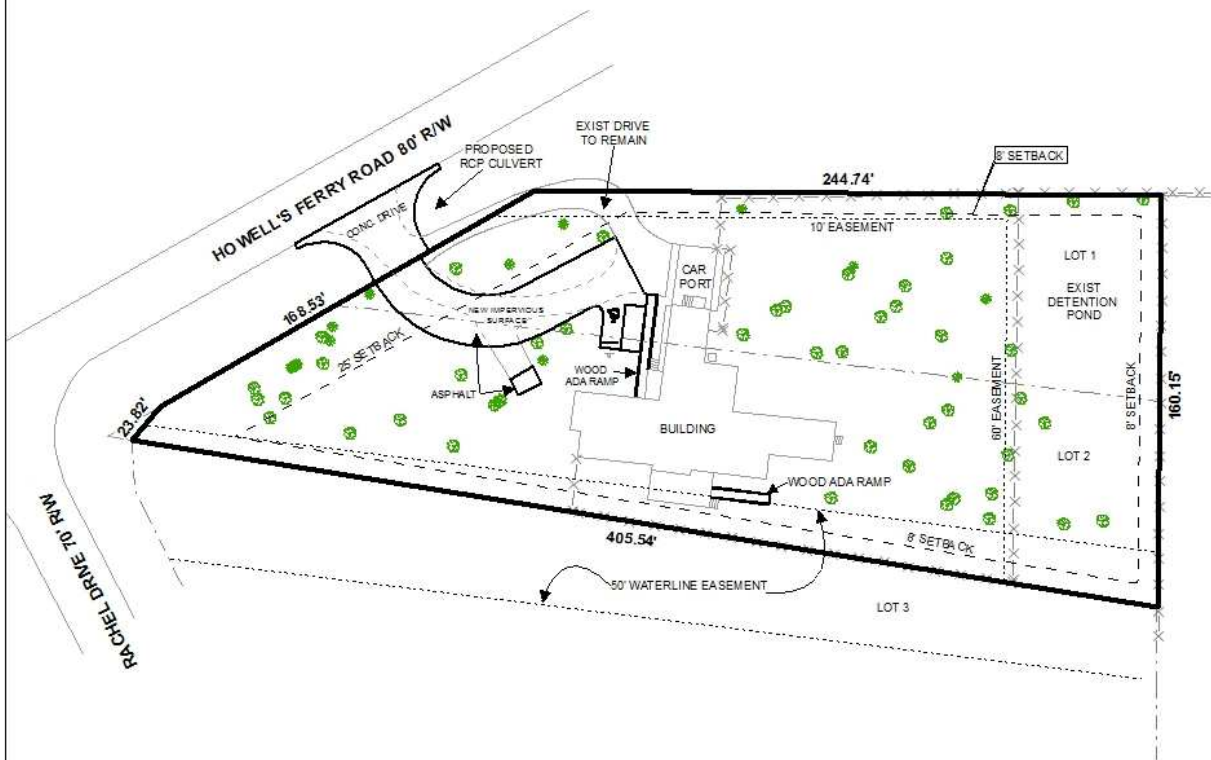 HOWELL'S FERRY ROAD 80' R/W
PROPOSED
RCP CULVERT
EXIST DRIVE
TO REMAIN
8' SETBACK
244.74'
CONC. DRIVE
10' EASEMENT
LOT 1
EXIST
DETENTION
POND
CAR
PORT
168.53'
NEW IMPERVIOUS
SURFACE
25' SETBACK
WOOD
ADA RAMP
ASPHALT
60' EASEMENT
8' SETBACK
160.15'
23.82'
BUILDING
LOT 2
WOOD ADA RAMP
RACHEL DRIVE 70' R/W
405.54'
8' SETBACK
50' WATERLINE EASEMENT
LOT 3